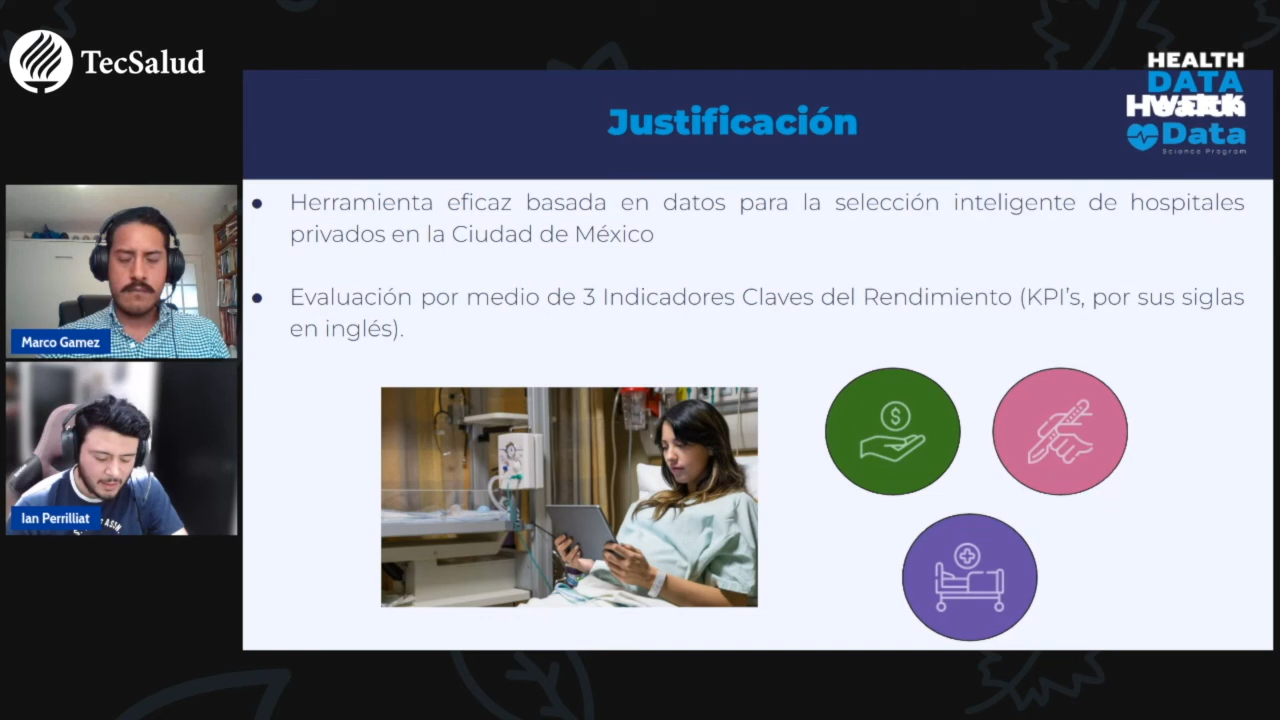 TecSalud
HEALTH
DATA
WEEK
Health
Data
Science Program
Justificación
● Herramienta eficaz basada en datos para la selección inteligente de hospitales
privados en la Ciudad de México
● Evaluación por medio de 3 Indicadores Claves del Rendimiento (KPI’s, por sus siglas
en inglés).
$
Marco Gamez
Ian Perrilliat